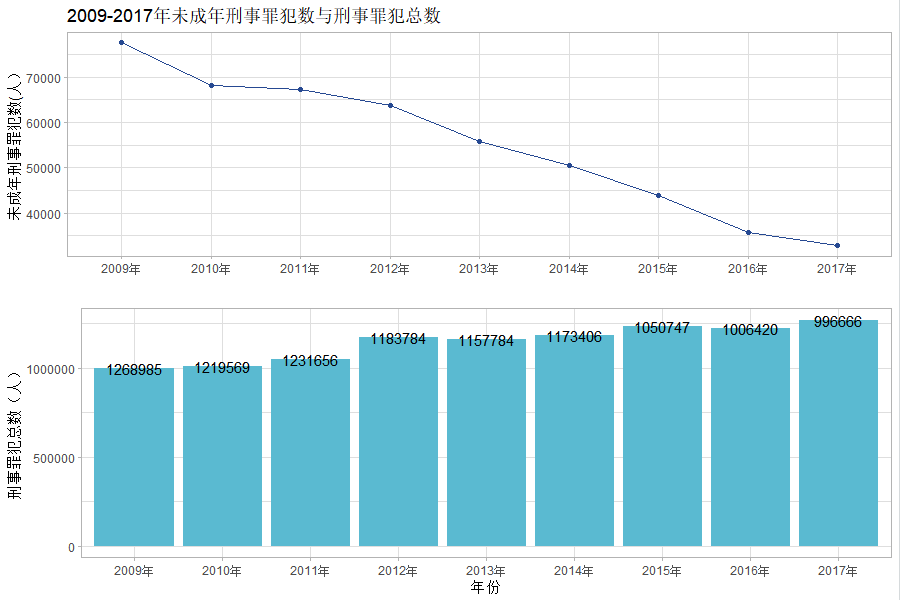 2009-2017年未成年刑事罪犯数与刑事罪犯总数
未成年刑事罪犯数(人)
70000
60000
50000
40000
2009年 2010年 2011年 2012年 2013年 2014年 2015年 2016年 2017年
刑事罪犯总数（人）
1000000
500000
0
1268985 1219569 1231656 1183784 1157784 1173406 1050747 1006420 996666
2009年 2010年 2011年 2012年 2013年 2014年 2015年 2016年 2017年
年份